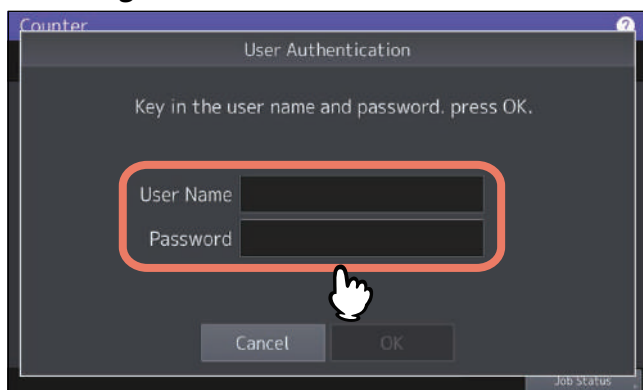 Counter
?
User Authentication
Key in the user name and password. press OK.
User Name
Password
Cancel OK
Job Status